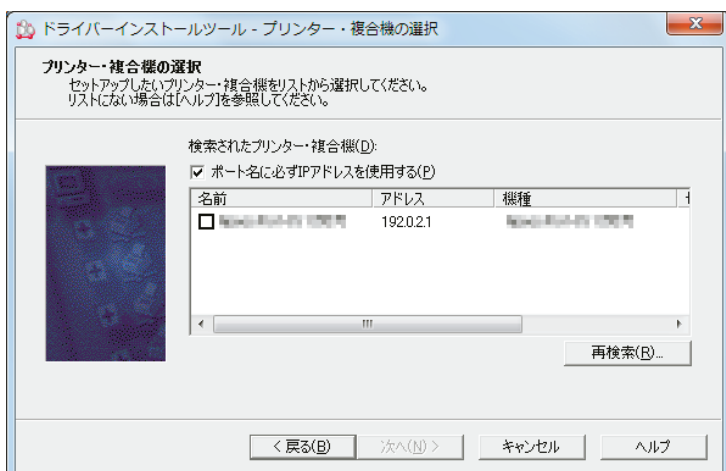 ドライバーインストールツール - プリンター・複合機の選択
プリンター・複合機の選択
セットアップしたいプリンター・複合機をリストから選択してください。
リストにない場合は[ヘルプ]を参照してください。
検索されたプリンター・複合機(D):
ポート名に必ずIPアドレスを使用する(P)
名前 アドレス 機種
192.0.2.1
再検索(R)...
< 戻る(B) 次へ(N) > キャンセル ヘルプ